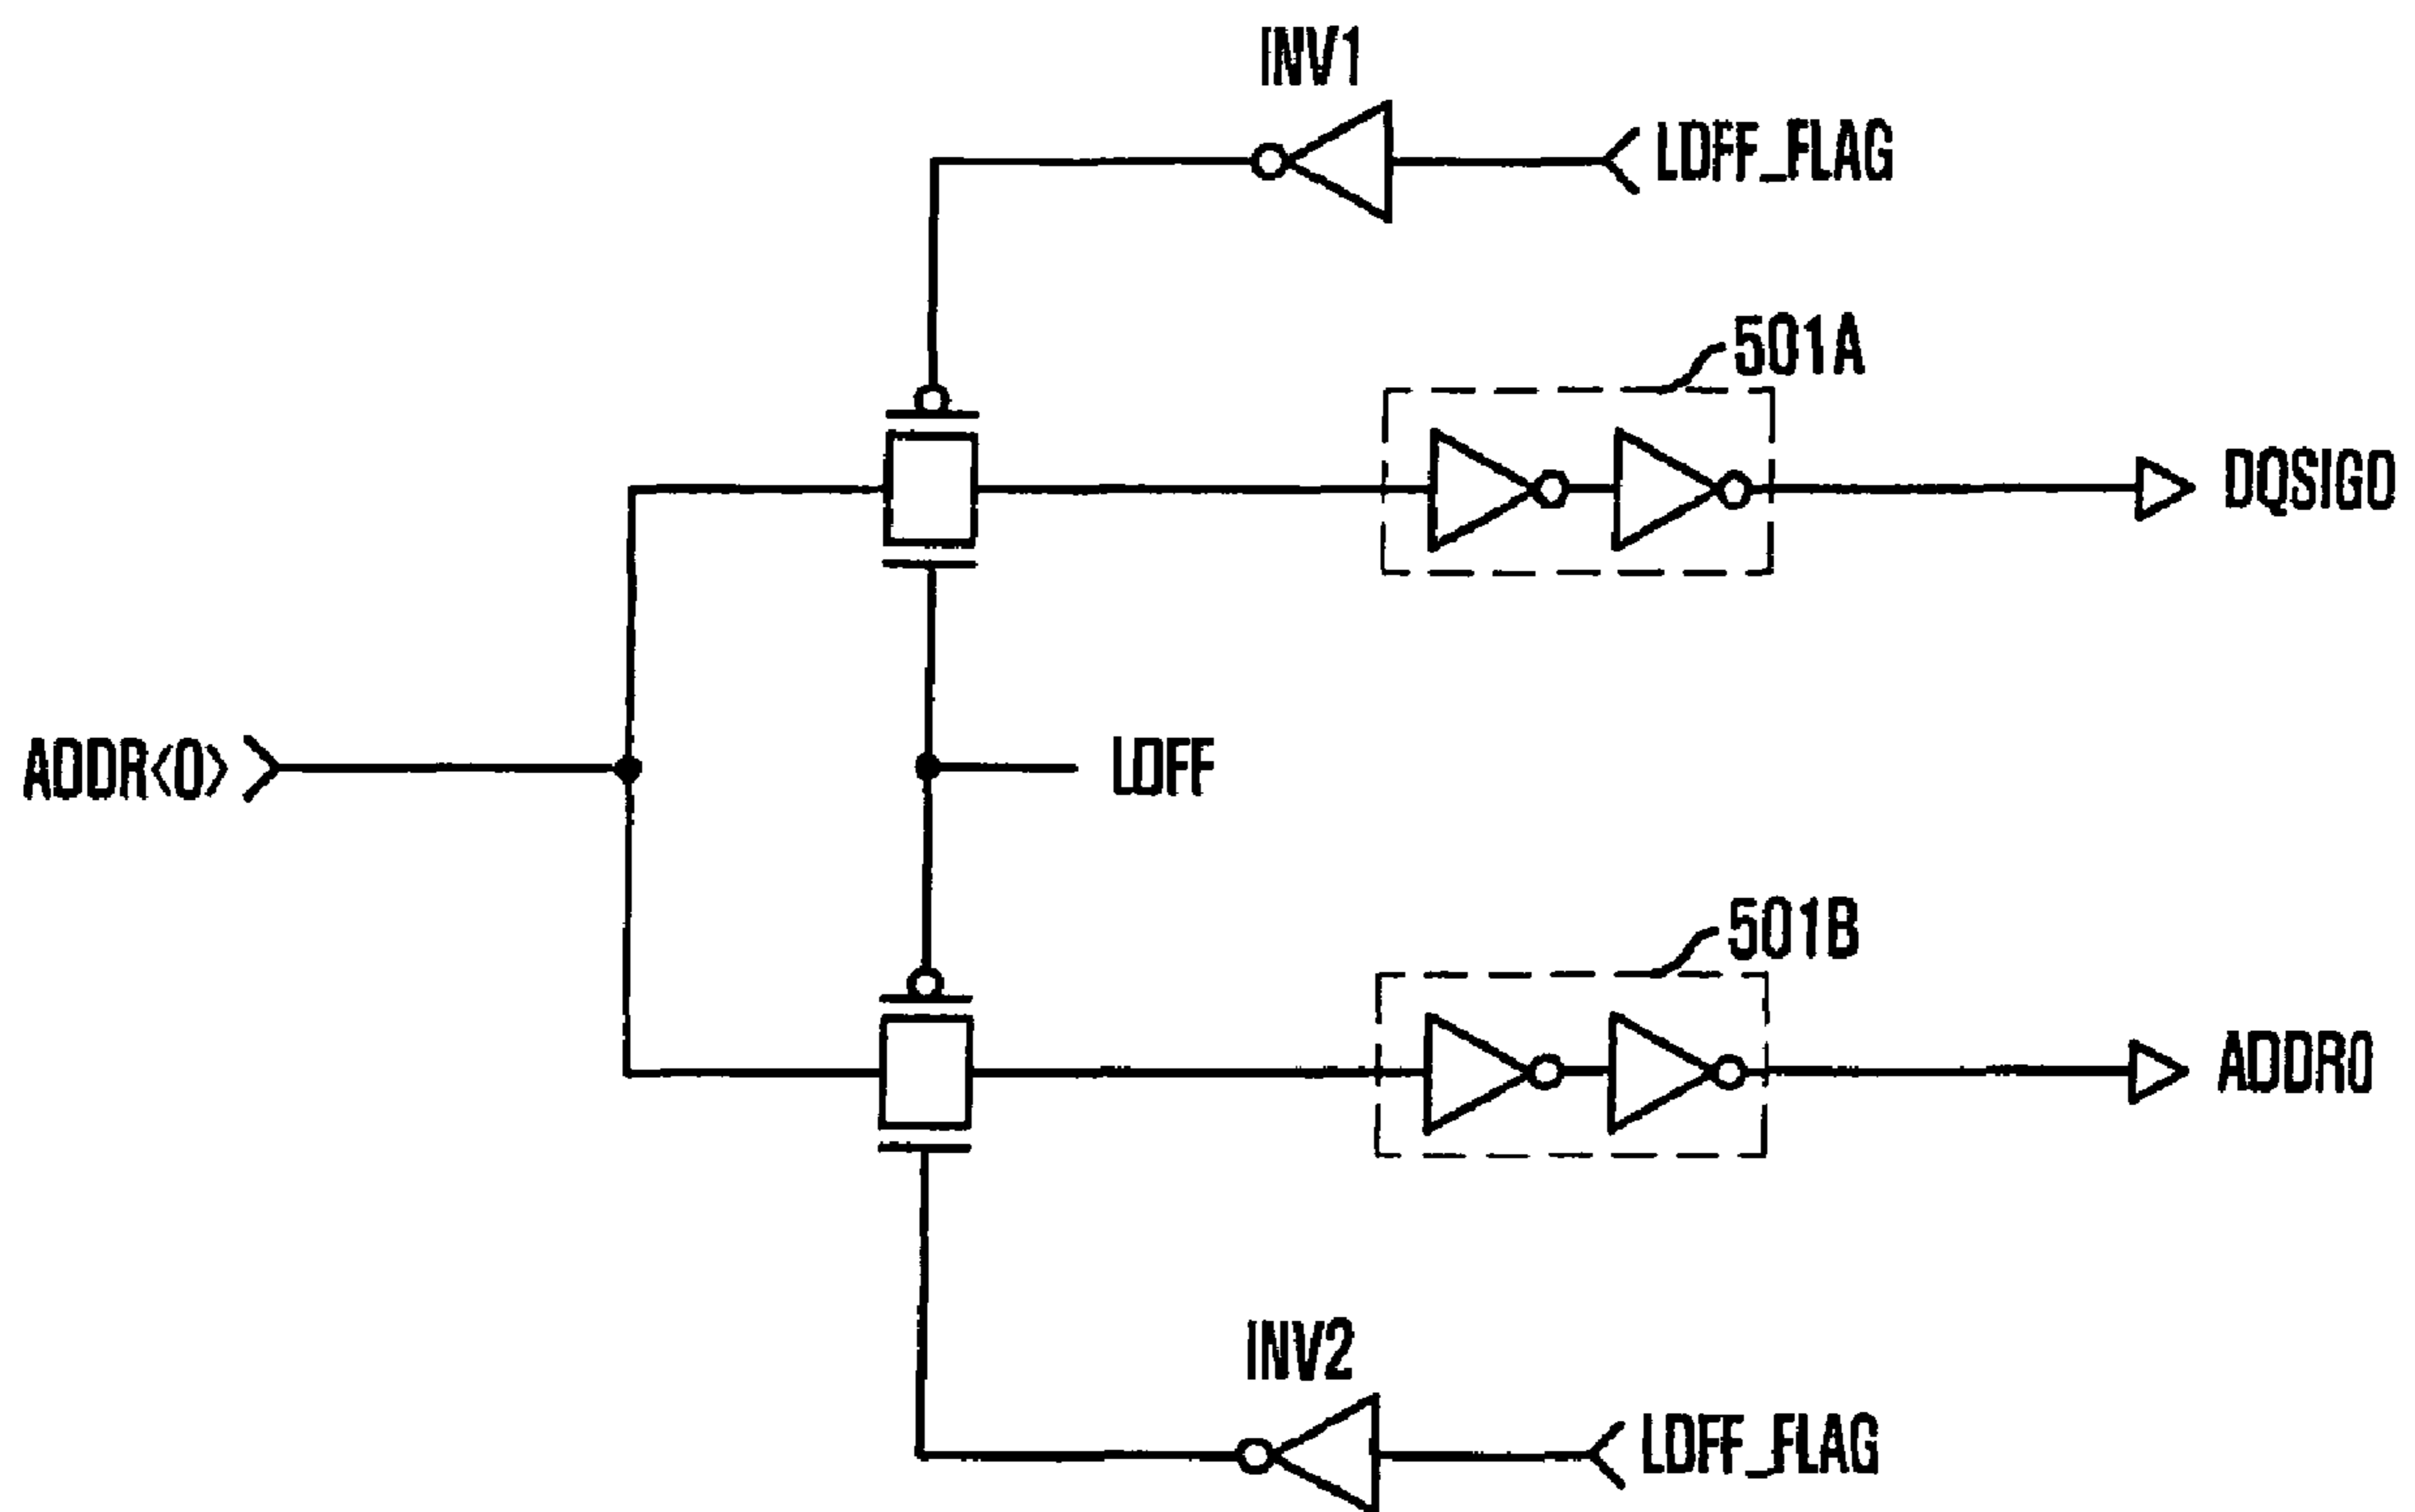 INV1
LDFF_FLAG
501A
DQSIG0
ADDR<0>
LDFF
501B
ADDR0
INV2
LDFF_FLAG